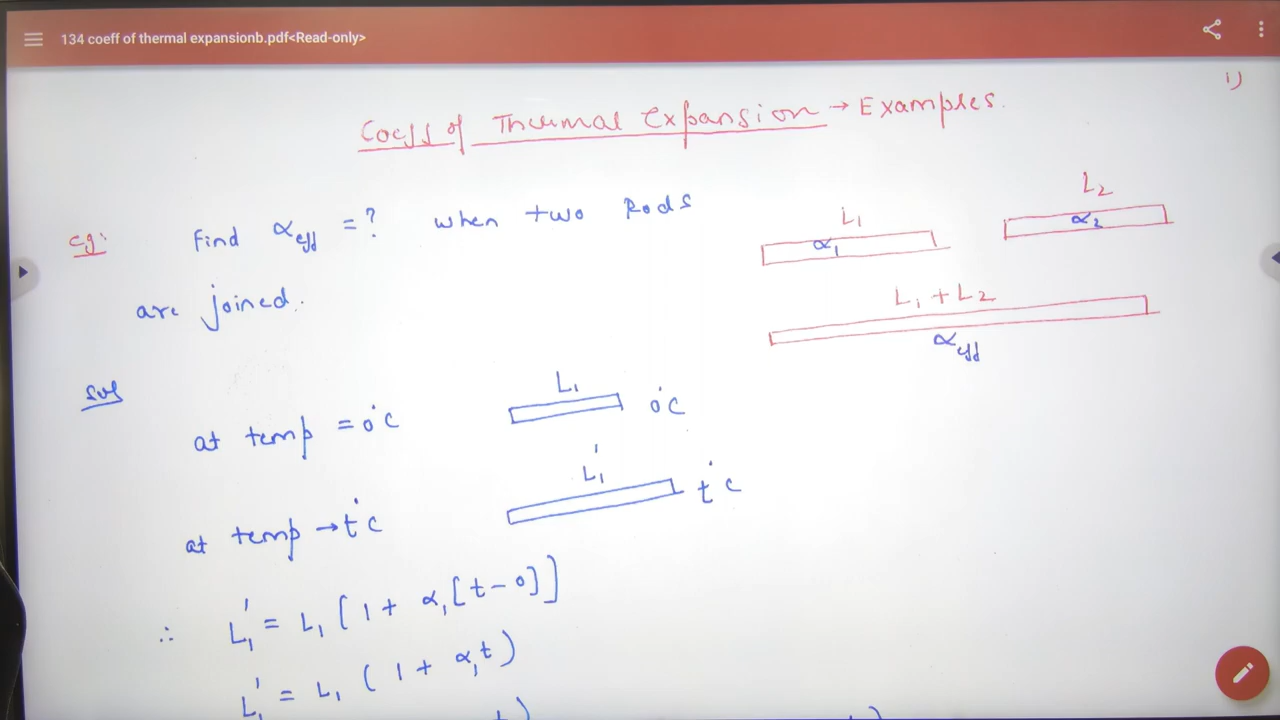 134 coeff of thermal expansionb.pdf<Read-only>
1)
Coeff of Thermal Expansion → Examples.
eg:
Find αeff = ? when two Rods
are joined.
L1
α1
L2
α2
L1 + L2
αeff
Sol
at temp = 0°C
L1
0°C
at temp → t°C
L1'
t°C
∴ L1' = L1 [1 + α1[t - 0]]
L1' = L1 (1 + α1t)